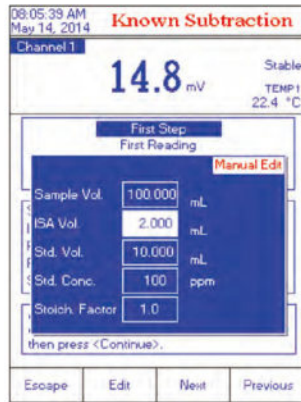 08:05:39 AM
May 14, 2014
Known Subtraction
Channel 1
14.8 mV
Stable
TEMP1
22.4 °C
First Step
First Reading
Manual Edit
Sample Vol. 100.000 mL
ISA Vol. 2.000 mL
Std. Vol. 10.000 mL
Std. Conc. 100 ppm
Stoich. Factor 1.0
then press <Continue>.
Escape Edit Next Previous